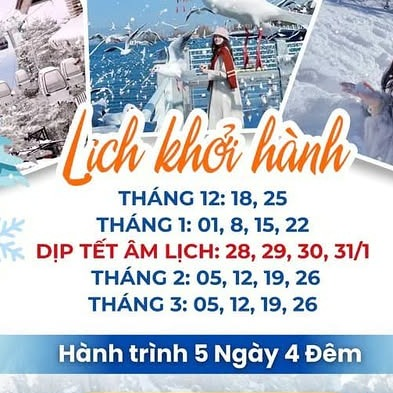 Lịch khởi hành
THÁNG 12: 18, 25
THÁNG 1: 01, 8, 15, 22
DỊP TẾT ÂM LỊCH: 28, 29, 30, 31/1
THÁNG 2: 05, 12, 19, 26
THÁNG 3: 05, 12, 19, 26
Hành trình 5 Ngày 4 Đêm